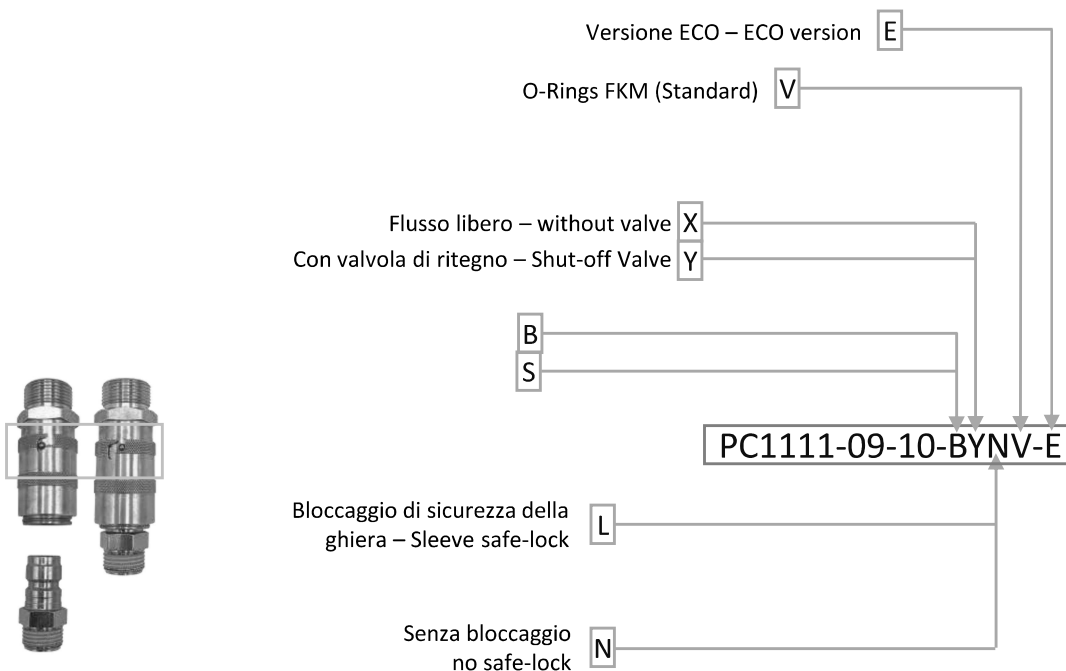 Versione ECO – ECO version E
O-Rings FKM (Standard) V
Flusso libero – without valve X
Con valvola di ritegno – Shut-off Valve Y
B
S
PC1111-09-10-BYNV-E
Bloccaggio di sicurezza della
ghiera – Sleeve safe-lock L
Senza bloccaggio
no safe-lock N